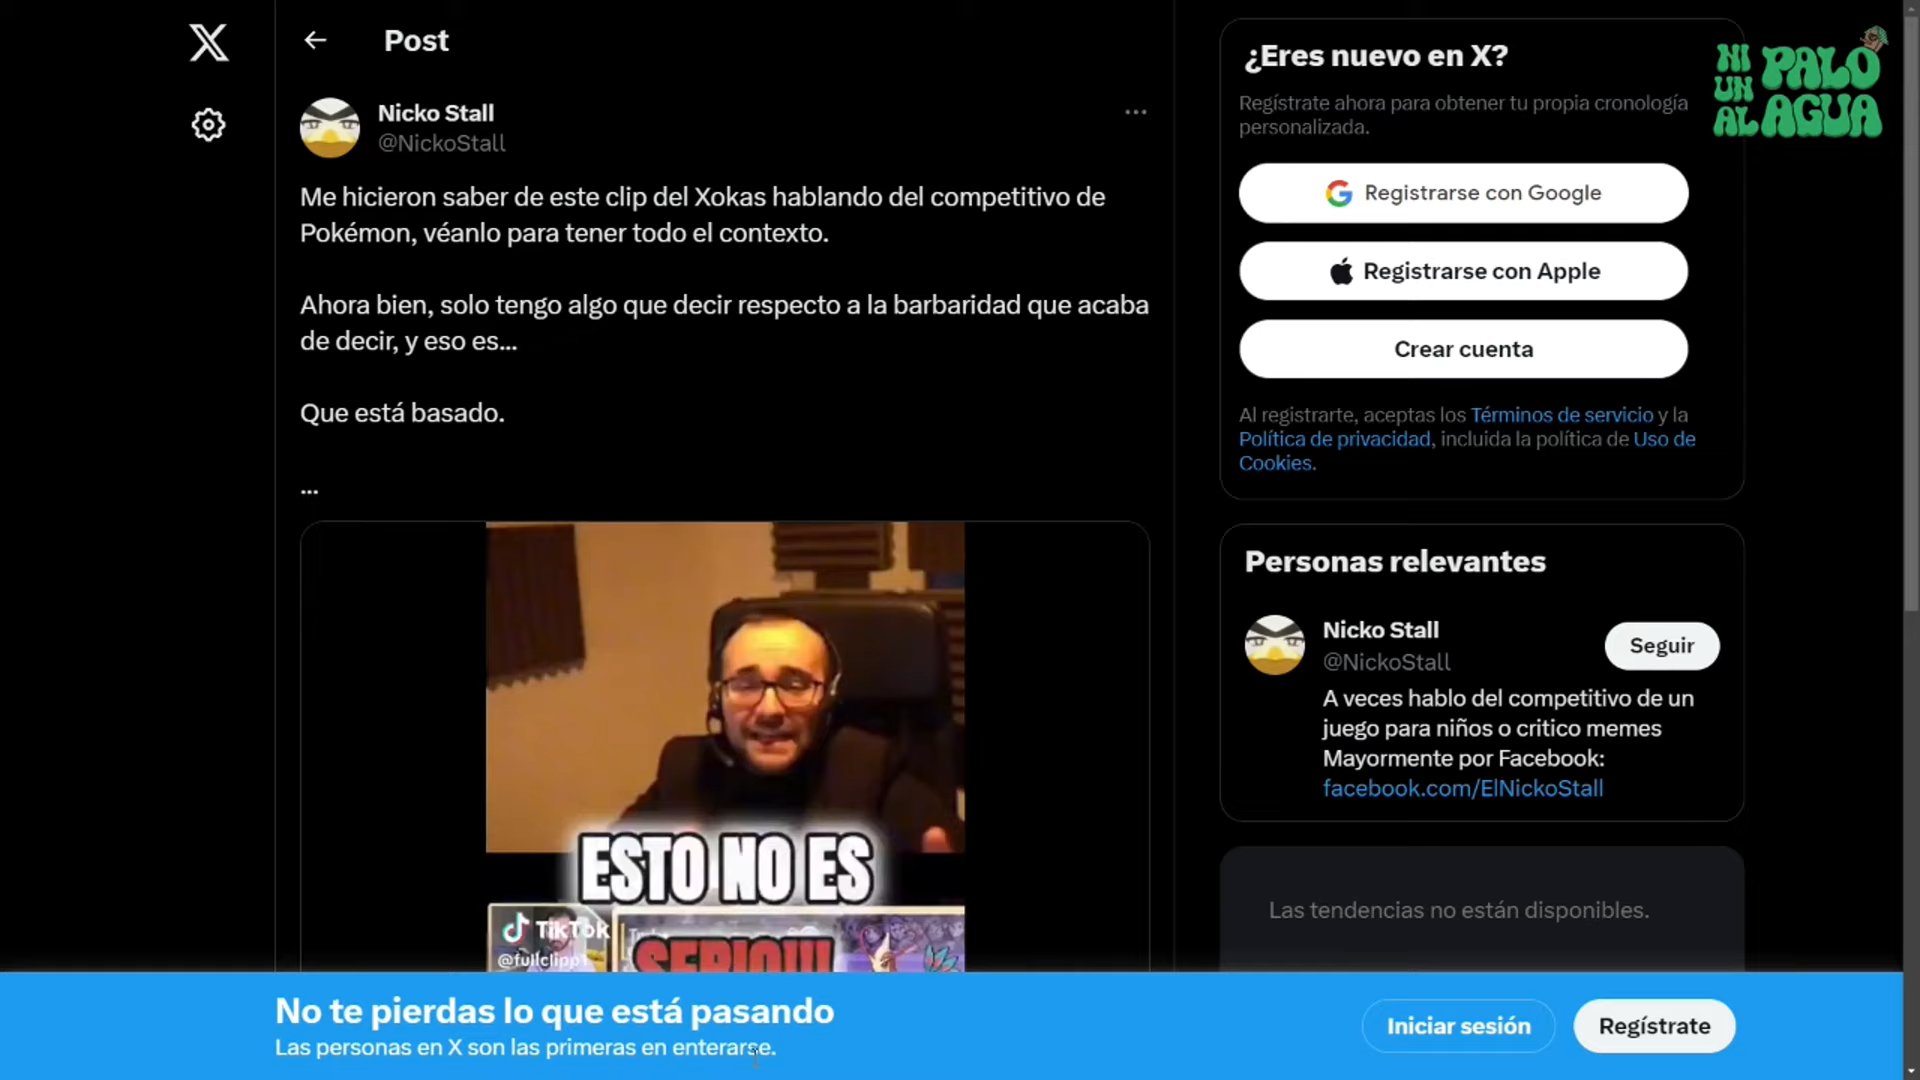 Post
Nicko Stall
@NickoStall
Me hicieron saber de este clip del Xokas hablando del competitivo de
Pokémon, véanlo para tener todo el contexto.
Ahora bien, solo tengo algo que decir respecto a la barbaridad que acaba
de decir, y eso es...
Que está basado.
...
ESTO NO ES
SERIO!!!
TikTok
@fullclipp1
¿Eres nuevo en X?
Regístrate ahora para obtener tu propia cronología
personalizada.
Registrarse con Google
Registrarse con Apple
Crear cuenta
Al registrarte, aceptas los Términos de servicio y la
Política de privacidad, incluida la política de Uso de
Cookies.
Personas relevantes
Nicko Stall
@NickoStall
Seguir
A veces hablo del competitivo de un
juego para niños o critico memes
Mayormente por Facebook:
facebook.com/ElNickoStall
Las tendencias no están disponibles.
NI UN PALO AL AGUA
No te pierdas lo que está pasando
Las personas en X son las primeras en enterarse.
Iniciar sesión
Regístrate